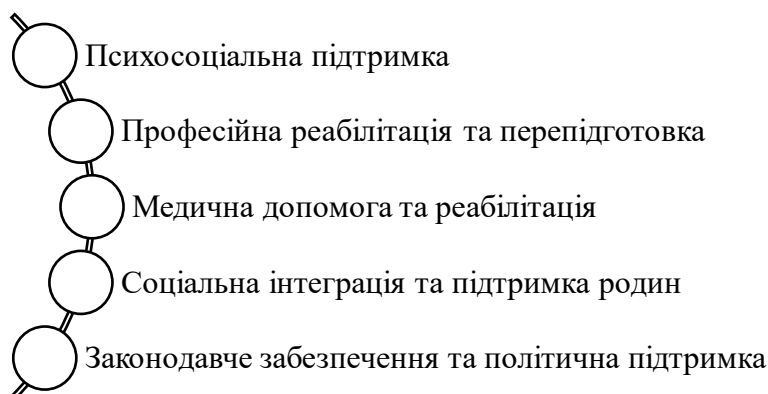 Психосоціальна підтримка
Професійна реабілітація та перепідготовка
Медична допомога та реабілітація
Соціальна інтеграція та підтримка родин
Законодавче забезпечення та політична підтримка